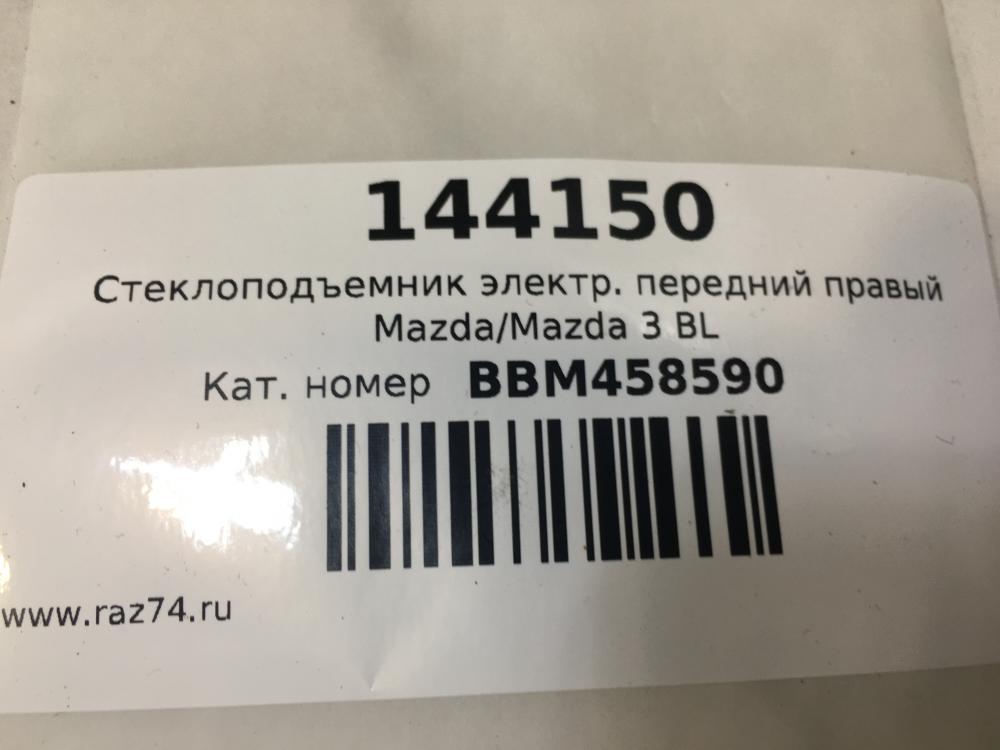 144150
Стеклоподъемник электр. передний правый
Mazda/Mazda 3 BL
Кат. номер BBM458590
www.raz74.ru